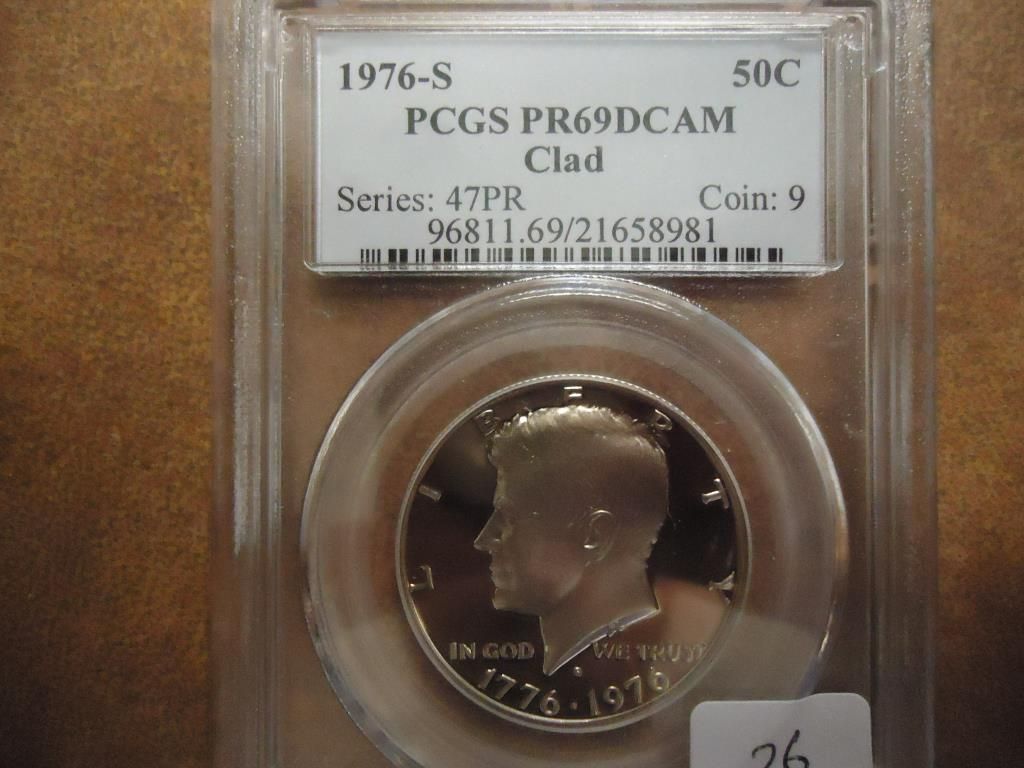 1976-S 50C
PCGS PR69DCAM
Clad
Series: 47PR Coin: 9
96811.69/21658981
LIBERTY
IN GOD WE TRUST
1776·1976
26